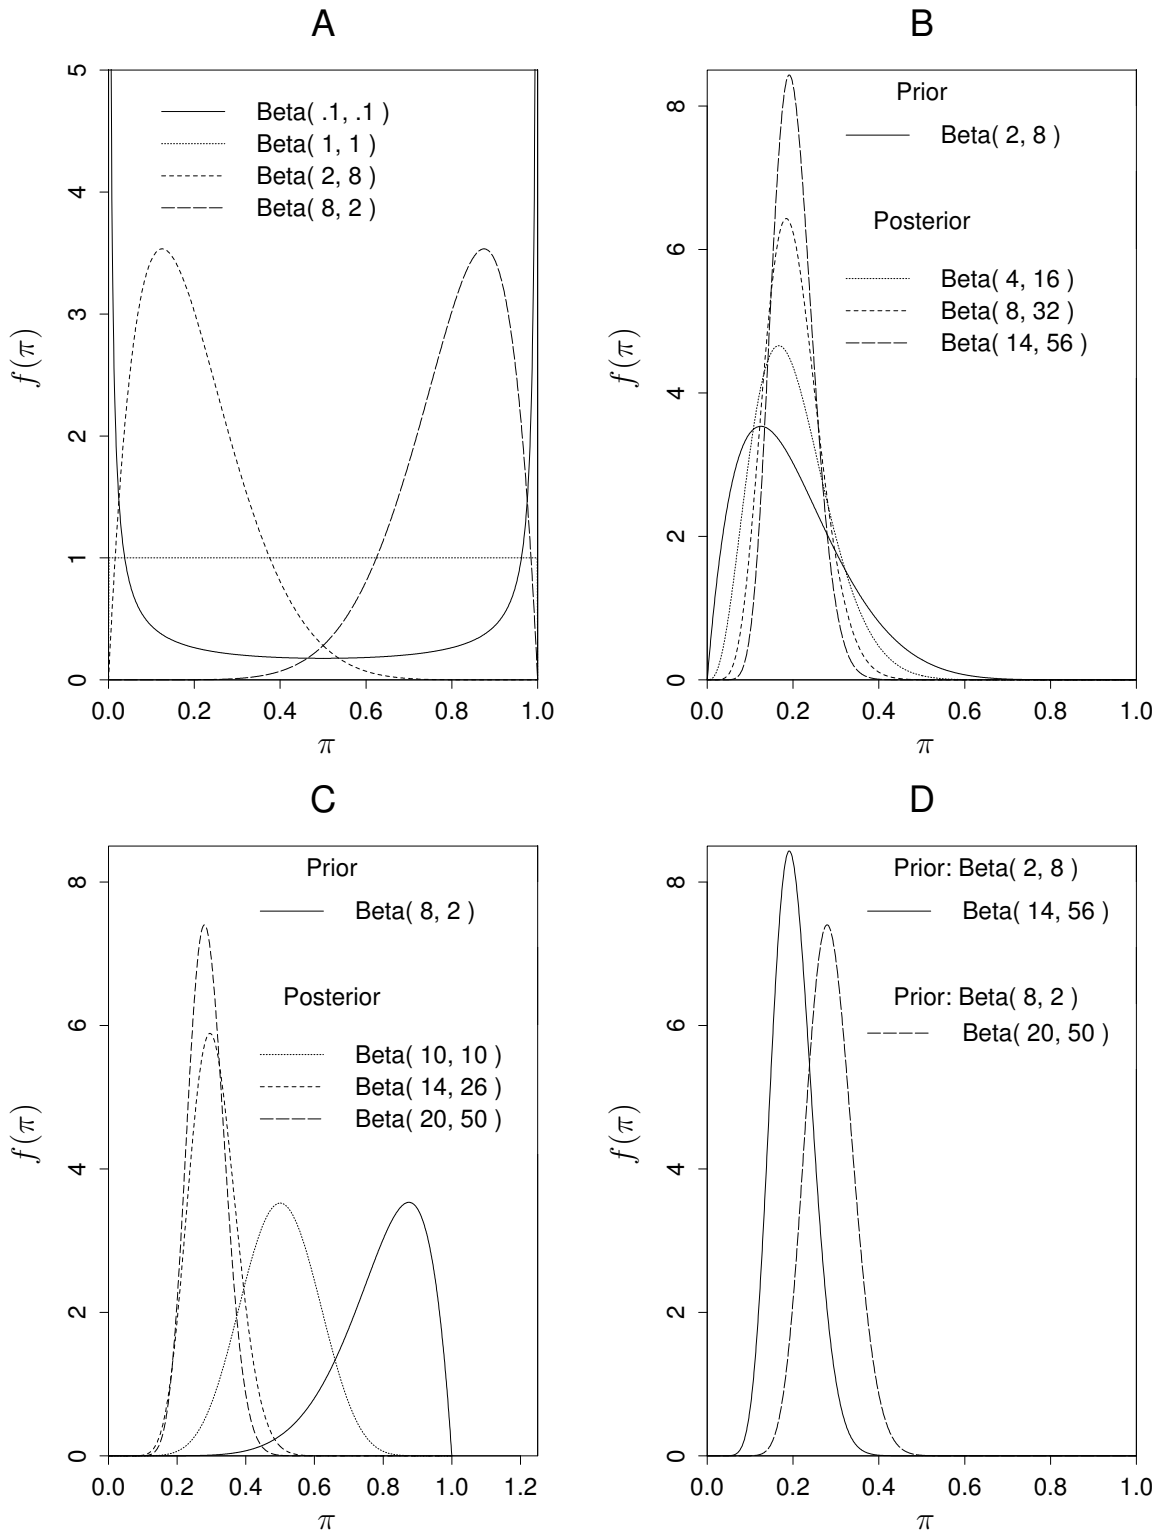 A
5
4
3
2
1
0
f(π)
Beta( .1, .1 )
Beta( 1, 1 )
Beta( 2, 8 )
Beta( 8, 2 )
0.0 0.2 0.4 0.6 0.8 1.0
π
B
8
6
4
2
0
f(π)
Prior
Beta( 2, 8 )
Posterior
Beta( 4, 16 )
Beta( 8, 32 )
Beta( 14, 56 )
0.0 0.2 0.4 0.6 0.8 1.0
π
C
8
6
4
2
0
f(π)
Prior
Beta( 8, 2 )
Posterior
Beta( 10, 10 )
Beta( 14, 26 )
Beta( 20, 50 )
0.0 0.2 0.4 0.6 0.8 1.0 1.2
π
D
8
6
4
2
0
f(π)
Prior: Beta( 2, 8 )
Beta( 14, 56 )
Prior: Beta( 8, 2 )
Beta( 20, 50 )
0.0 0.2 0.4 0.6 0.8 1.0
π